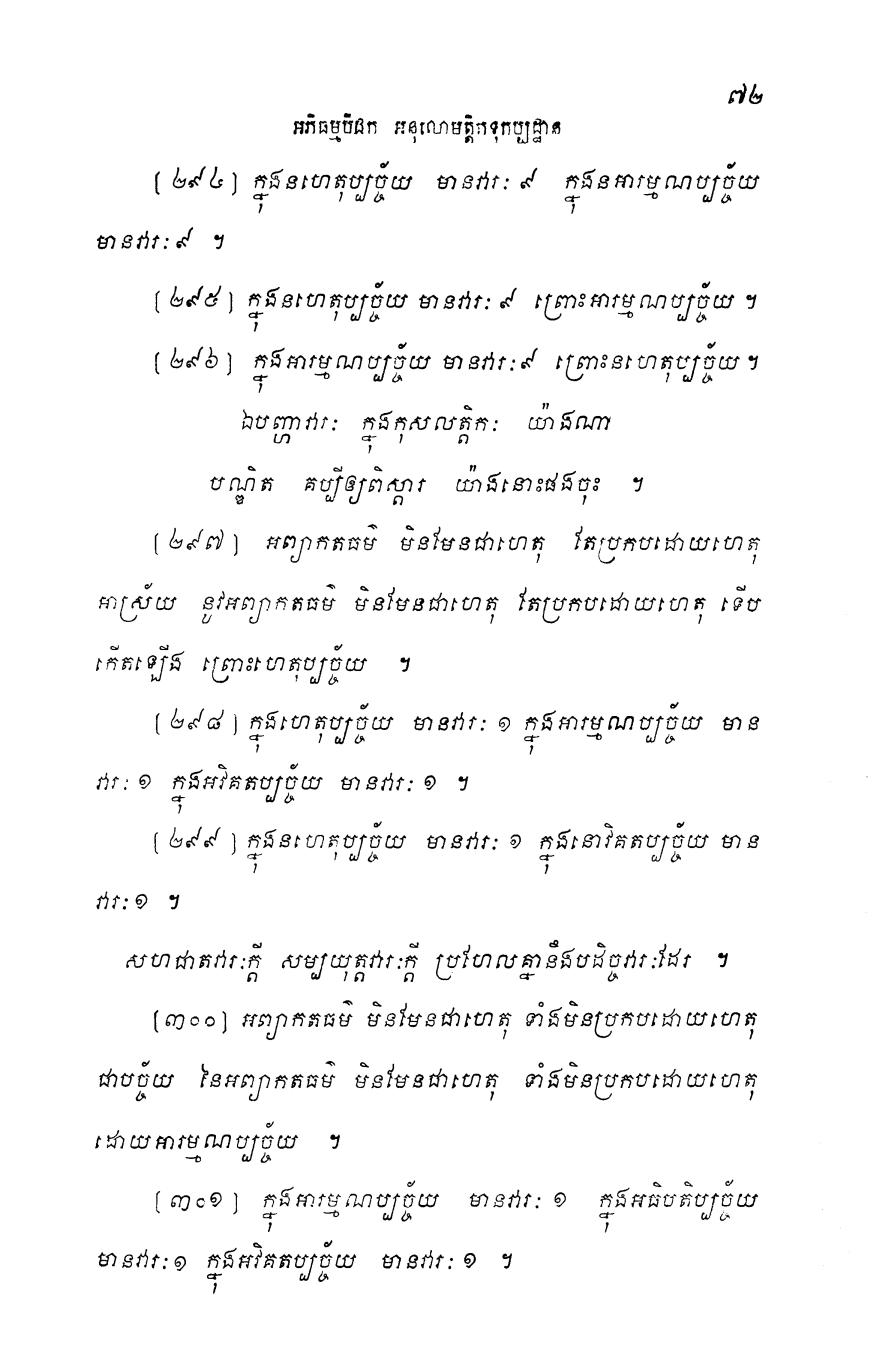 ៧២
អភិធម្មបិដក អនុលោមត្តិកទុកប្បដ្ឋាន
[២៩៤] ក្នុងនហេតុប្បច្ច័យ មានវារៈ ៩ ក្នុងនអារម្មណប្បច្ច័យ
មានវារៈ ៩ ។
[២៩៥] ក្នុងនហេតុប្បច្ច័យ មានវារៈ ៩ ព្រោះអារម្មណប្បច្ច័យ ។
[២៩៦] ក្នុងអារម្មណប្បច្ច័យ មានវារៈ ៩ ព្រោះនហេតុប្បច្ច័យ ។
ឯបញ្ហាវារៈ ក្នុងកុសលត្តិកៈ យ៉ាងណា
បណ្ឌិត គប្បីឲ្យពិស្តារ យ៉ាងនោះផងចុះ ។
[២៩៧] អព្យាកតធម៌ មិនមែនជាហេតុ តែប្រកបដោយហេតុ
អាស្រ័យ នូវអព្យាកតធម៌ មិនមែនជាហេតុ តែប្រកបដោយហេតុ ទើប
កើតឡើង ព្រោះហេតុប្បច្ច័យ ។
[២៩៨] ក្នុងហេតុប្បច្ច័យ មានវារៈ ១ ក្នុងអារម្មណប្បច្ច័យ មាន
វារៈ ១ ក្នុងអវិគតប្បច្ច័យ មានវារៈ ១ ។
[២៩៩] ក្នុងនហេតុប្បច្ច័យ មានវារៈ ១ ក្នុងនោវិគតប្បច្ច័យ មាន
វារៈ ១ ។
សហជាតវារៈក្តី សម្បយុត្តវារៈក្តី ប្រហែលគ្នានឹងបដិច្ចវារៈដែរ ។
[៣០០] អព្យាកតធម៌ មិនមែនជាហេតុ ទាំងមិនប្រកបដោយហេតុ
ជាបច្ច័យ នៃអព្យាកតធម៌ មិនមែនជាហេតុ ទាំងមិនប្រកបដោយហេតុ
ដោយអារម្មណប្បច្ច័យ ។
[៣០១] ក្នុងអារម្មណប្បច្ច័យ មានវារៈ ១ ក្នុងអធិបតិប្បច្ច័យ
មានវារៈ ១ ក្នុងអវិគតប្បច្ច័យ មានវារៈ ១ ។